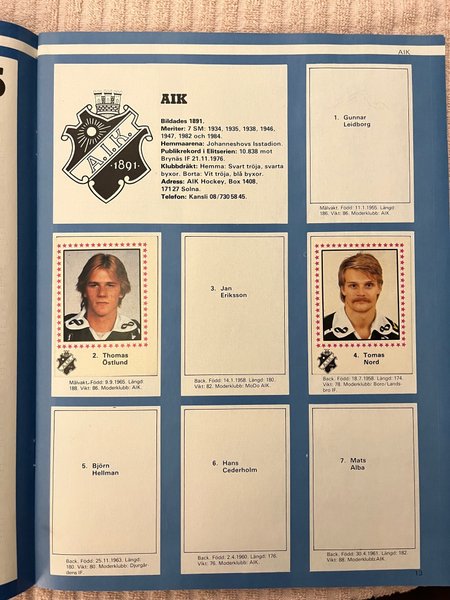 S
AIK
A.I.K.
1891
AIK
Bildades 1891.
Meriter: 7 SM: 1934, 1935, 1938, 1946,
1947, 1982 och 1984.
Hemmaarena: Johanneshovs Isstadion.
Publikrekord i Elitserien: 10.838 mot
Brynäs IF 21.11.1976.
Klubbdräkt: Hemma: Svart tröja, svarta
byxor. Borta: Vit tröja, blå byxor.
Adress: AIK Hockey, Box 1408,
171 27 Solna.
Telefon: Kansli 08/730 58 45.
1. Gunnar
Leidborg
Målvakt. Född: 11.1.1955. Längd:
186. Vikt: 86. Moderklubb: AIK.
2. Thomas
Östlund
Målvakt. Född: 9.9.1965. Längd:
188. Vikt: 86. Moderklubb: AIK.
3. Jan
Eriksson
Back. Född: 14.1.1958. Längd: 180.
Vikt: 82. Moderklubb: MoDo AIK.
4. Tomas
Nord
Back. Född: 18.7.1958. Längd: 174.
Vikt: 78. Moderklubb: Boro/Lands-
bro IF.
5. Björn
Hellman
Back. Född: 25.11.1963. Längd:
180. Vikt: 80. Moderklubb: Djurgår-
dens IF.
6. Hans
Cederholm
Back. Född: 2.4.1960. Längd: 176.
Vikt: 76. Moderklubb: AIK.
7. Mats
Alba
Back. Född: 30.4.1961. Längd: 182.
Vikt: 88. Moderklubb: AIK.
13